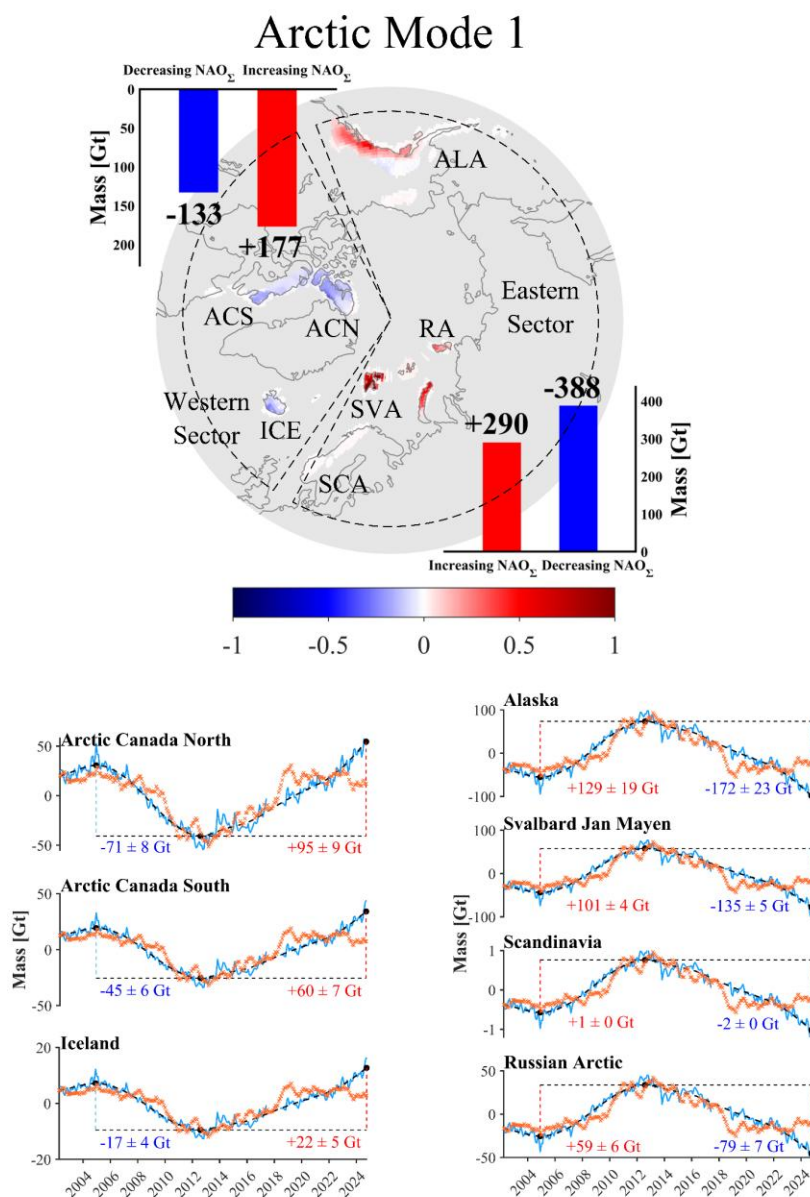 Arctic Mode 1
Decreasing NAO_Σ Increasing NAO_Σ
0
50
100
150
200
Mass [Gt]
-133
+177
ALA
ACS
ACN
RA
Eastern
Sector
SVA
Western
Sector
ICE
SCA
+290
-388
400
300
200
100
0
Mass [Gt]
Increasing NAO_Σ Decreasing NAO_Σ
-1 -0.5 0 0.5 1
Mass [Gt]
Arctic Canada North
50
0
-50
-71 ± 8 Gt
+95 ± 9 Gt
Arctic Canada South
50
0
-50
-45 ± 6 Gt
+60 ± 7 Gt
Iceland
20
0
-20
-17 ± 4 Gt
+22 ± 5 Gt
2004 2006 2008 2010 2012 2014 2016 2018 2020 2022 2024
Mass [Gt]
Alaska
100
0
-100
+129 ± 19 Gt
-172 ± 23 Gt
Svalbard Jan Mayen
100
0
-100
+101 ± 4 Gt
-135 ± 5 Gt
Scandinavia
1
0
-1
+1 ± 0 Gt
-2 ± 0 Gt
Russian Arctic
50
0
-50
+59 ± 6 Gt
-79 ± 7 Gt
2004 2006 2008 2010 2012 2014 2016 2018 2020 2022 2024